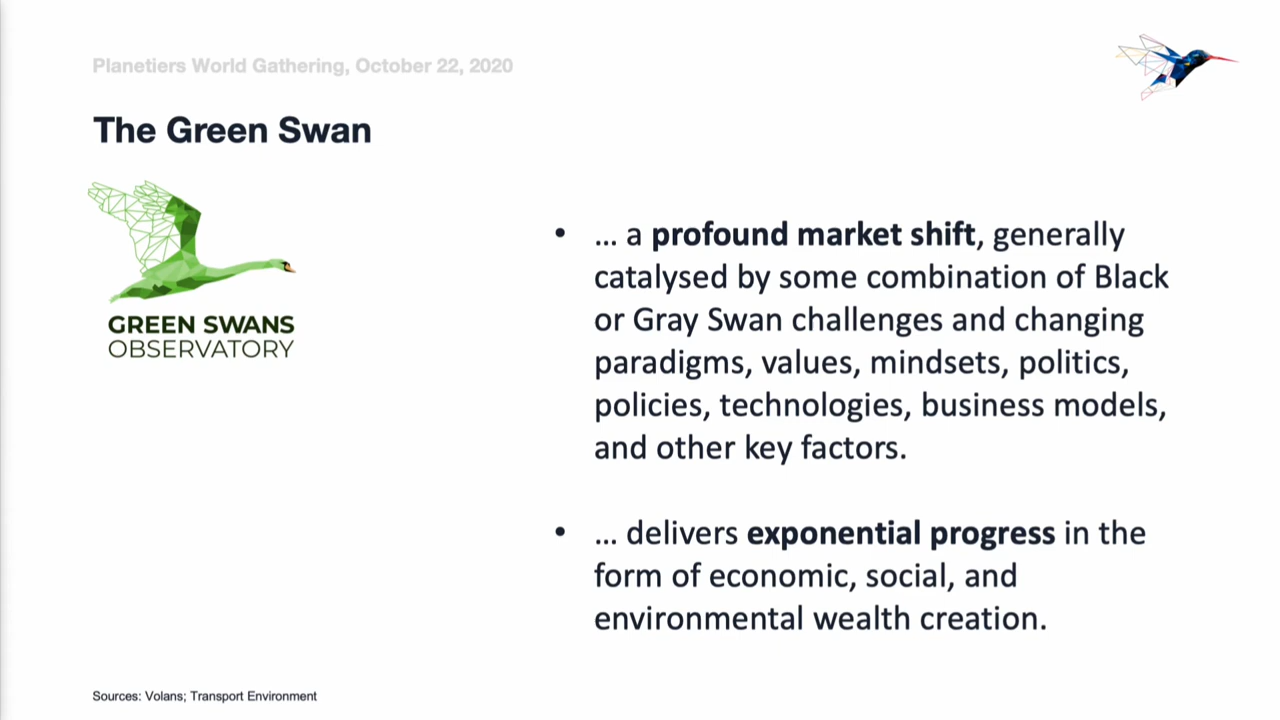 Planetiers World Gathering, October 22, 2020
The Green Swan
GREEN SWANS
OBSERVATORY
• ... a profound market shift, generally
catalysed by some combination of Black
or Gray Swan challenges and changing
paradigms, values, mindsets, politics,
policies, technologies, business models,
and other key factors.
• ... delivers exponential progress in the
form of economic, social, and
environmental wealth creation.
Sources: Volans; Transport Environment